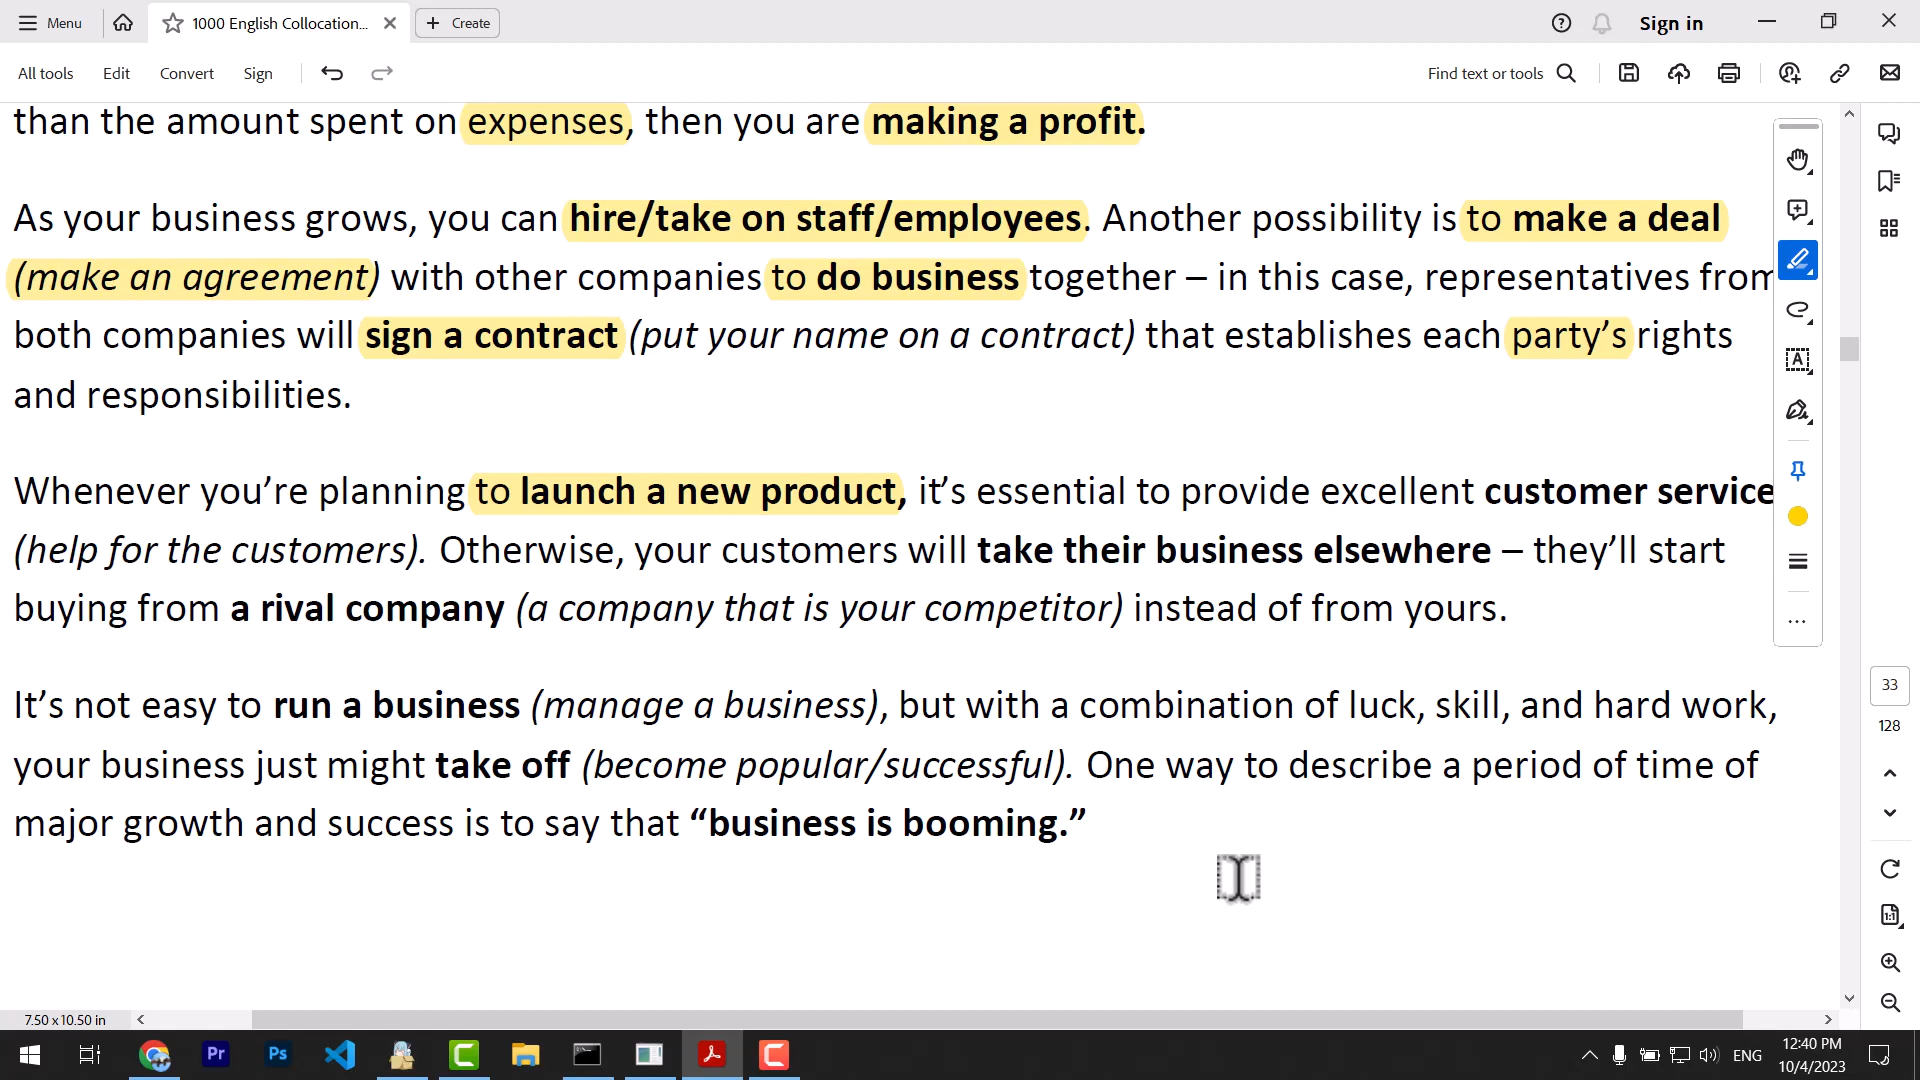 Menu
1000 English Collocation...
Create
Sign in
All tools
Edit
Convert
Sign
Find text or tools
than the amount spent on expenses, then you are making a profit.
As your business grows, you can hire/take on staff/employees. Another possibility is to make a deal
(make an agreement) with other companies to do business together – in this case, representatives from
both companies will sign a contract (put your name on a contract) that establishes each party’s rights
and responsibilities.
Whenever you’re planning to launch a new product, it’s essential to provide excellent customer service
(help for the customers). Otherwise, your customers will take their business elsewhere – they’ll start
buying from a rival company (a company that is your competitor) instead of from yours.
It’s not easy to run a business (manage a business), but with a combination of luck, skill, and hard work,
your business just might take off (become popular/successful). One way to describe a period of time of
major growth and success is to say that “business is booming.”
33
128
7.50 x 10.50 in
Pr
Ps
ENG
12:40 PM
10/4/2023